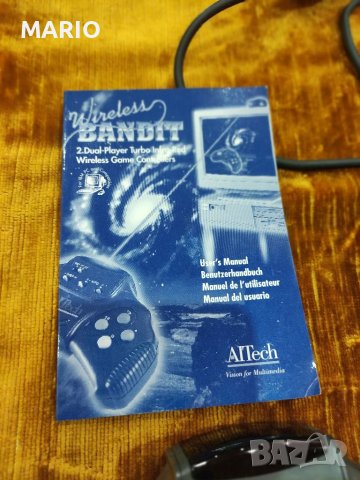 MARIO
Wireless
BANDIT
2.Dual-Player Turbo Infra-Red
Wireless Game Controllers
User's Manual
Benutzerhandbuch
Manuel de l'utilisateur
Manual del usuario
AITech
Vision for Multimedia
BAZAR